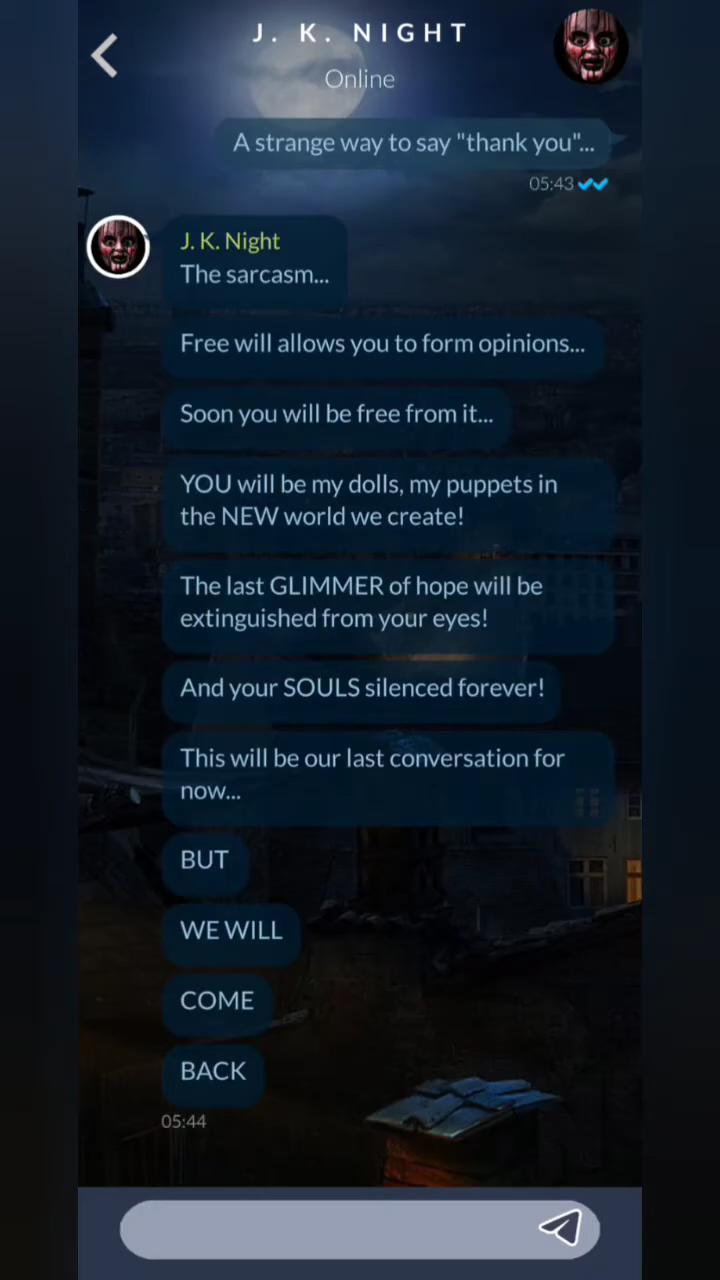 J. K. NIGHT
Online
A strange way to say "thank you"...
05:43
J. K. Night
The sarcasm...
Free will allows you to form opinions...
Soon you will be free from it...
YOU will be my dolls, my puppets in
the NEW world we create!
The last GLIMMER of hope will be
extinguished from your eyes!
And your SOULS silenced forever!
This will be our last conversation for
now...
BUT
WE WILL
COME
BACK
05:44